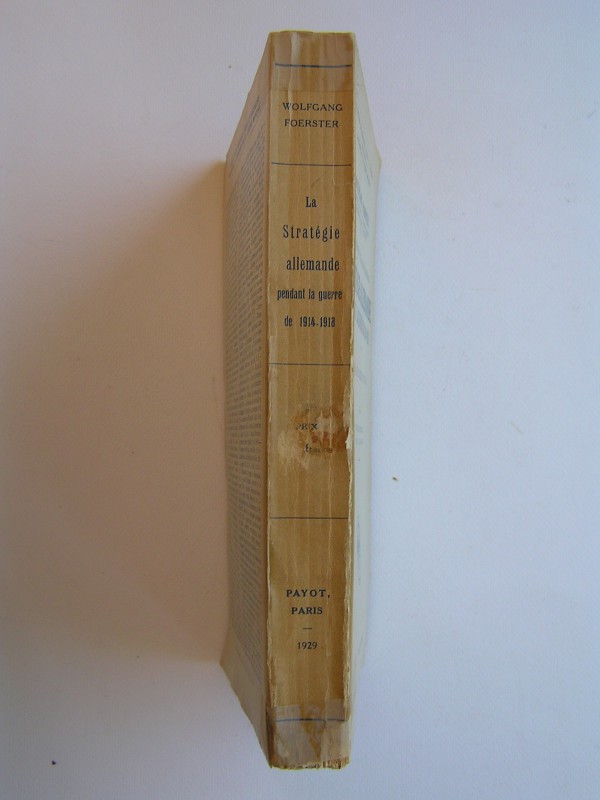 WOLFGANG
FOERSTER
La
Stratégie
allemande
pendant la guerre
de 1914-1918
PAYOT,
PARIS
—
1929